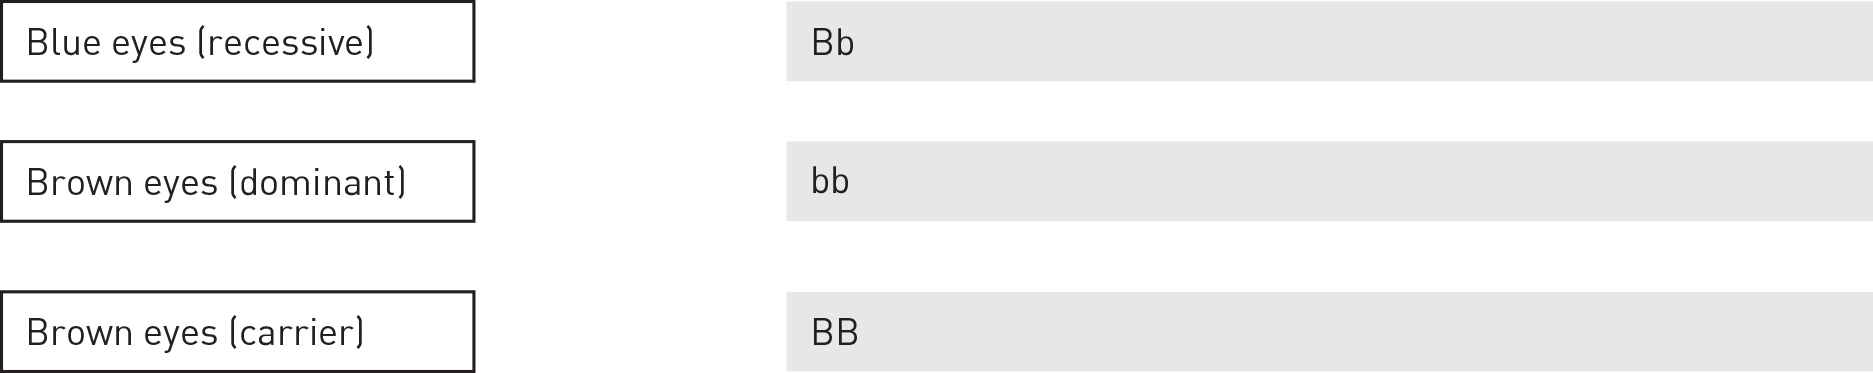 Blue eyes (recessive)
Bb
Brown eyes (dominant)
bb
Brown eyes (carrier)
BB